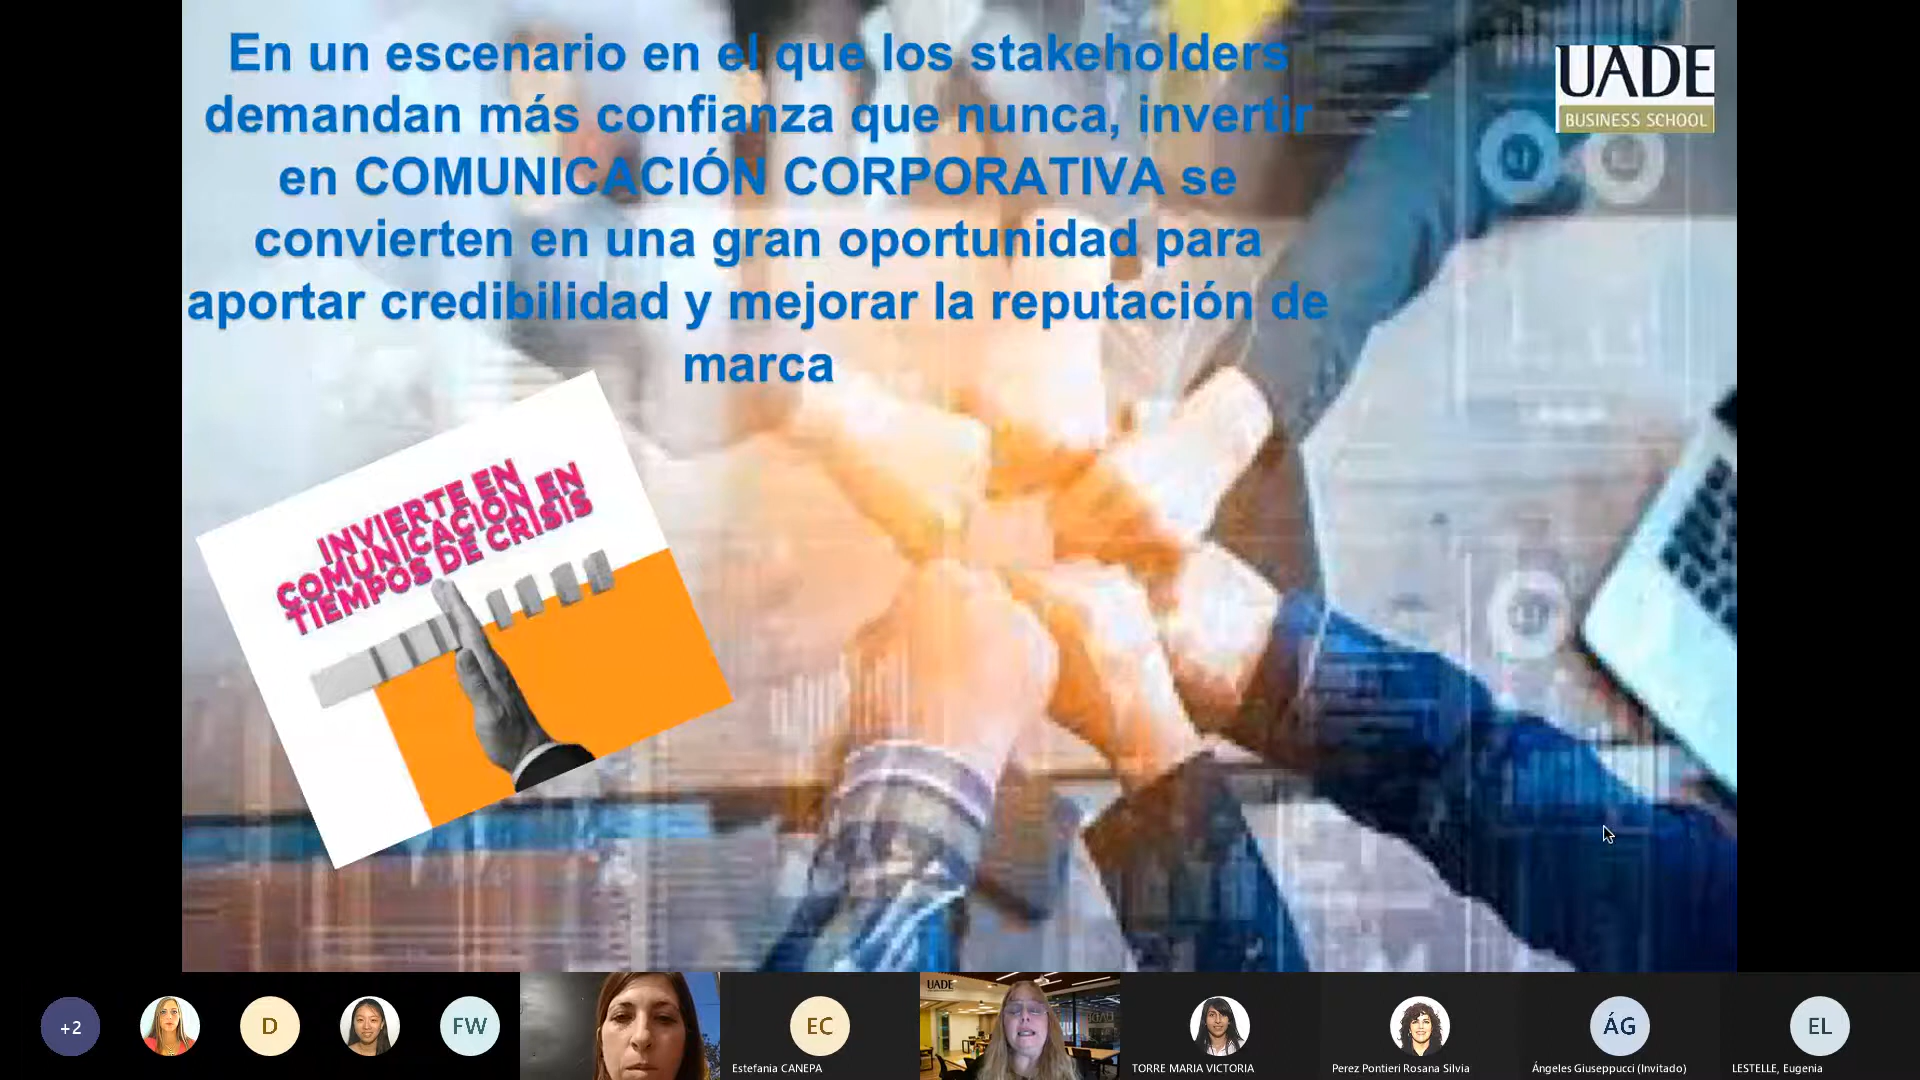 En un escenario en el que los stakeholders
demandan más confianza que nunca, invertir
en COMUNICACIÓN CORPORATIVA se
convierten en una gran oportunidad para
aportar credibilidad y mejorar la reputación de
marca
UADE
BUSINESS SCHOOL
INVIERTE EN
COMUNICACIÓN EN
TIEMPOS DE CRISIS
+2
D
FW
EC
Estefania CANEPA
UADE
TORRE MARIA VICTORIA
Perez Pontieri Rosana Silvia
ÁG
Ángeles Giuseppucci (Invitado)
EL
LESTELLE, Eugenia